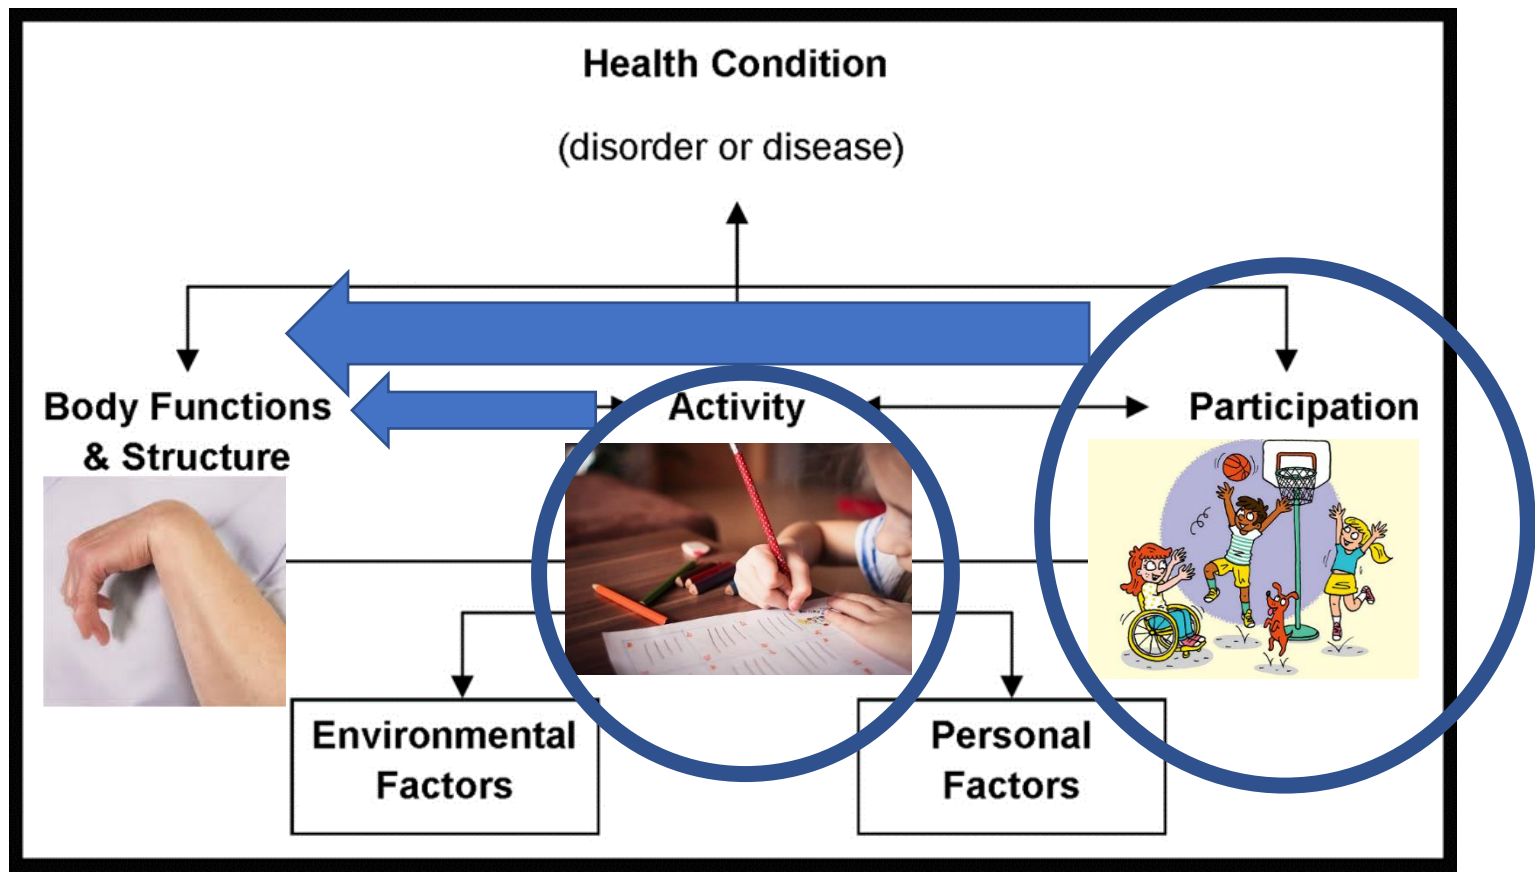 Health Condition
(disorder or disease)
Body Functions
& Structure
Activity
Participation
Environmental
Factors
Personal
Factors